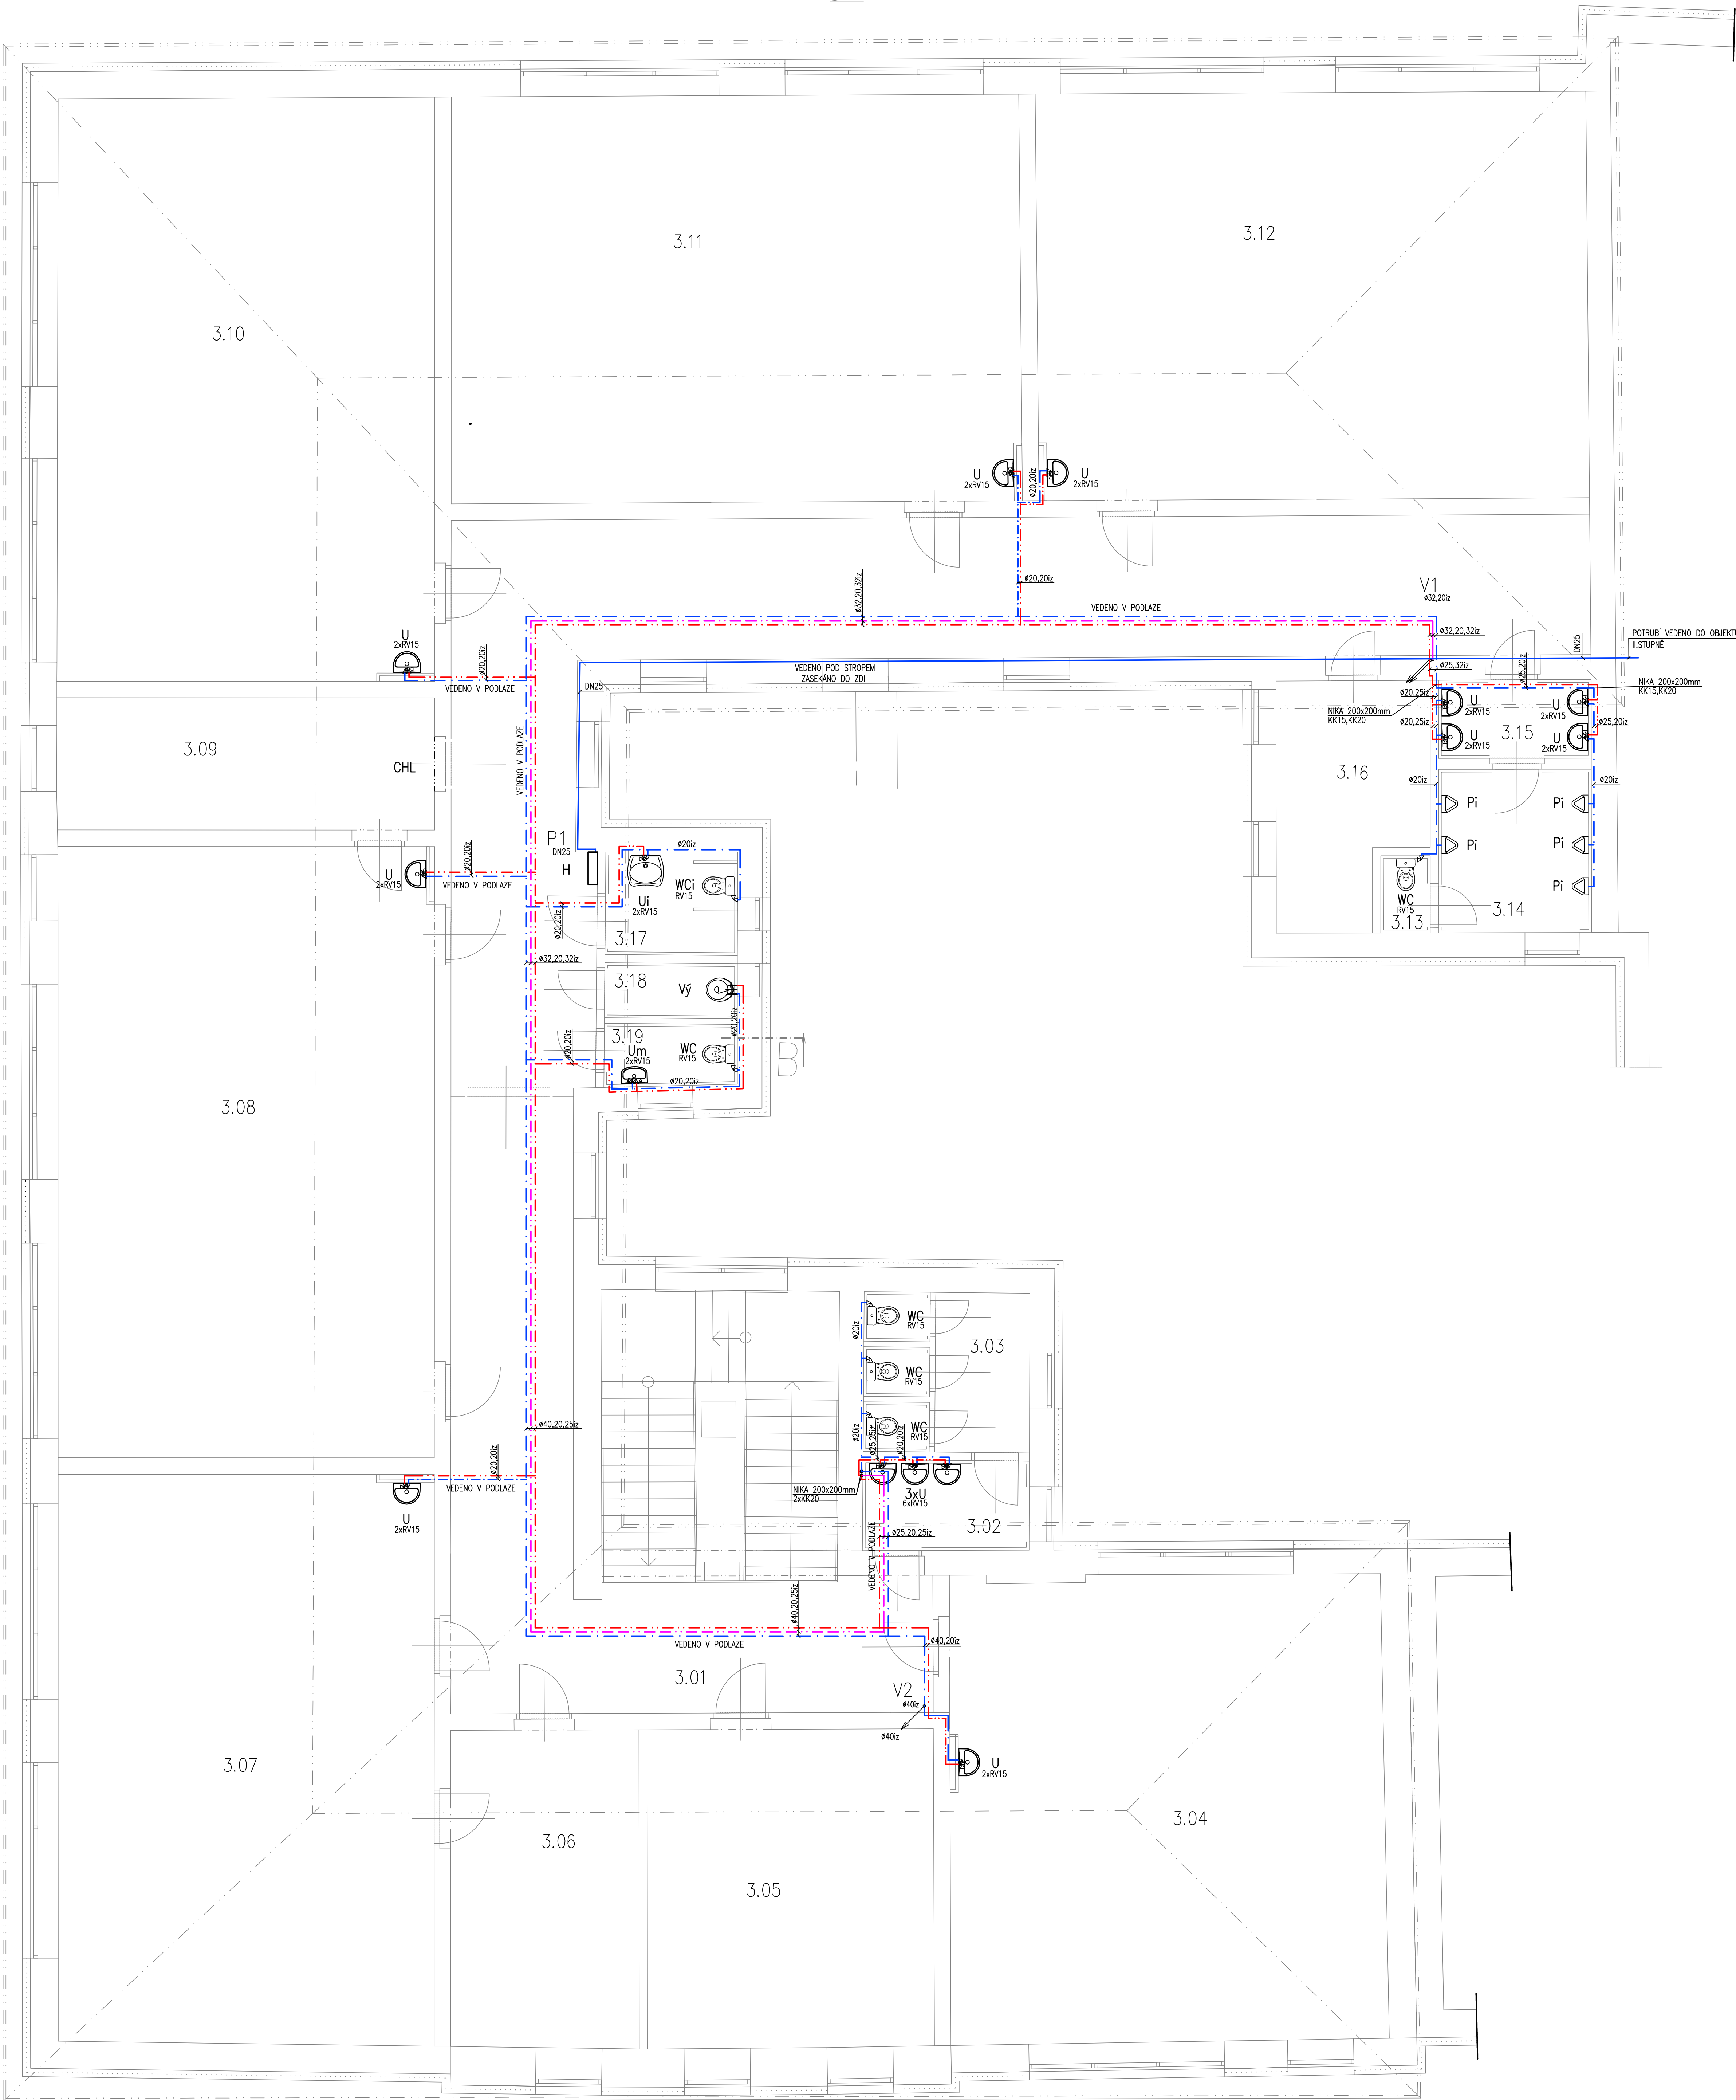 3.11
3.12
3.10
U
2xRV15
ø20,20iz
U
2xRV15
ø20,20iz
ø32,20,32iz
VEDENO V PODLAZE
V1
ø32,20iz
ø32,20,32iz
DN25
POTRUBÍ VEDENO DO OBJEKTU
II.STUPNĚ
U
2xRV15
ø20,20iz
VEDENO V PODLAZE
VEDENO POD STROPEM
ZASEKÁNO DO ZDI
DN25
ø25,32iz
ø25,20iz
NIKA 200x200mm
KK15,KK20
ø20,25iz
NIKA 200x200mm
KK15,KK20
U
2xRV15
U
2xRV15
ø20,25iz
ø25,20iz
U
2xRV15
3.15
U
2xRV15
3.09
CHL
VEDENO V PODLAZE
3.16
ø20iz
ø20iz
Pi
Pi
Pi
Pi
Pi
P1
DN25
H
ø20iz
U
2xRV15
ø20,20iz
VEDENO V PODLAZE
Ui
2xRV15
WCi
RV15
WC
RV15
3.13
3.14
ø20,20iz
3.17
ø32,20,32iz
3.18
Vý
ø20,20iz
3.19
Um
2xRV15
WC
RV15
ø20,20iz
B
ø20,20iz
3.08
WC
RV15
ø20iz
3.03
WC
RV15
WC
RV15
ø40,20,25iz
ø20iz
ø25,25iz
ø20,20iz
ø20,20iz
VEDENO V PODLAZE
U
2xRV15
NIKA 200x200mm
2xKK20
3xU
6xRV15
3.02
ø25,20,25iz
VEDENO V PODLAZE
ø40,20,25iz
VEDENO V PODLAZE
ø40,20iz
3.01
V2
ø40iz
ø40iz
U
2xRV15
3.07
3.06
3.05
3.04